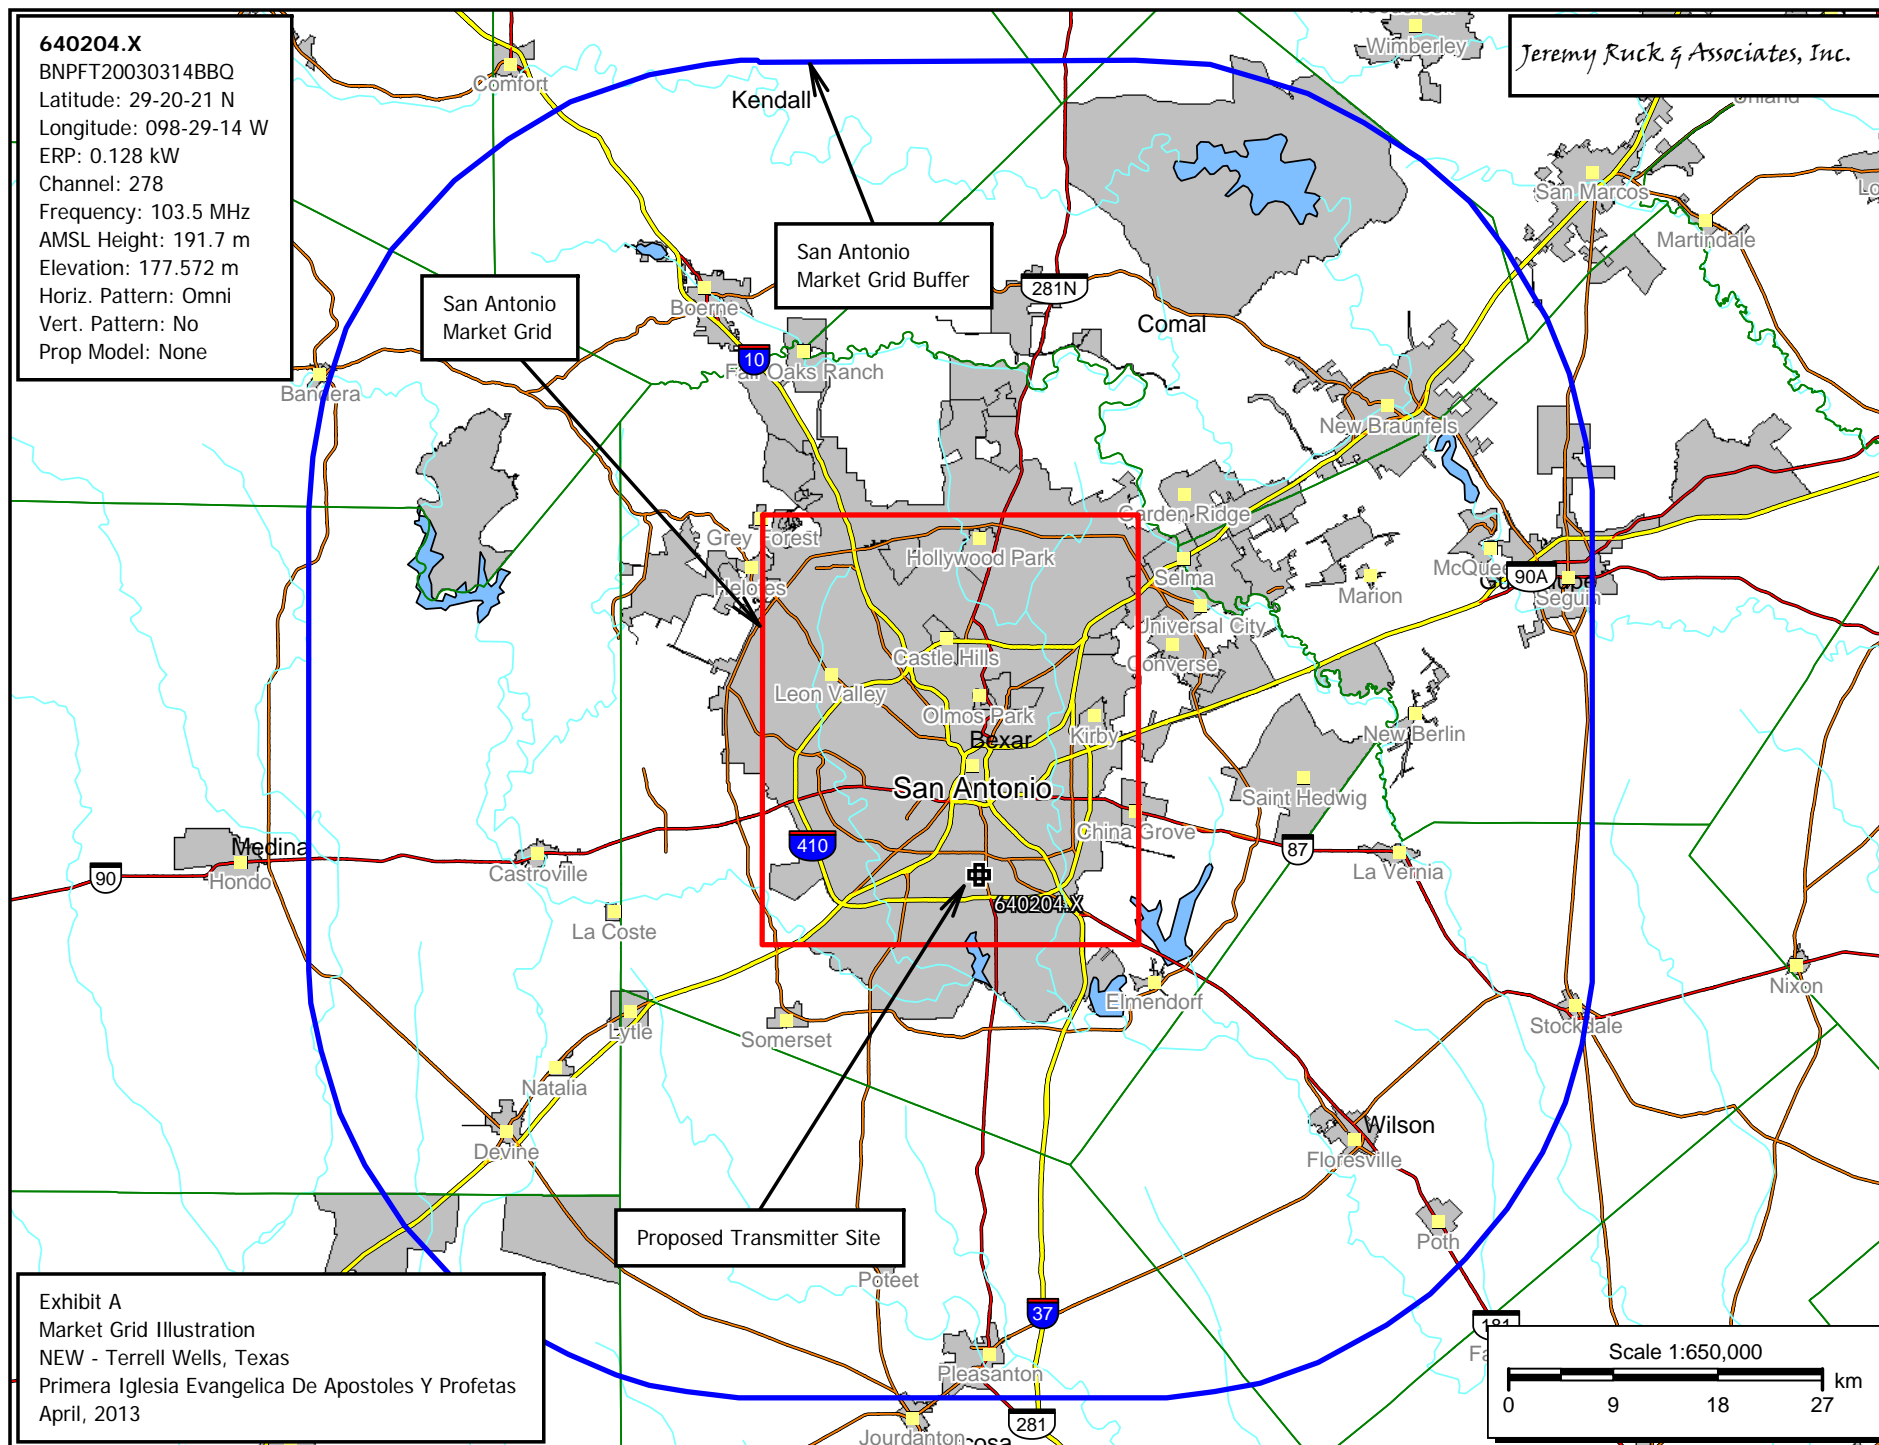 640204.X
BNPFT20030314BBQ
Latitude: 29-20-21 N
Longitude: 098-29-14 W
ERP: 0.128 kW
Channel: 278
Frequency: 103.5 MHz
AMSL Height: 191.7 m
Elevation: 177.572 m
Horiz. Pattern: Omni
Vert. Pattern: No
Prop Model: None
Jeremy Ruck & Associates, Inc.
Wimberley
Comfort
Kendall
San Marcos
Martindale
San Antonio
Market Grid Buffer
281N
San Antonio
Market Grid
Boerne
Comal
10
Fair Oaks Ranch
Bandera
New Braunfels
Garden Ridge
Grey Forest
Hollywood Park
Helotes
Selma
McQue
90A
Marion
Seguin
Universal City
Castle Hills
Converse
Leon Valley
Olmos Park
Kirby
New Berlin
Bexar
San Antonio
Saint Hedwig
China Grove
410
87
Medina
90
Hondo
Castroville
La Vernia
640204.X
La Coste
Elmendorf
Nixon
Lytle
Somerset
Stockdale
Natalia
Devine
Wilson
Floresville
Proposed Transmitter Site
Poth
Poteet
37
181
Pleasanton
281
Jourdanton
cosa
Exhibit A
Market Grid Illustration
NEW - Terrell Wells, Texas
Primera Iglesia Evangelica De Apostoles Y Profetas
April, 2013
Scale 1:650,000
km
0 9 18 27